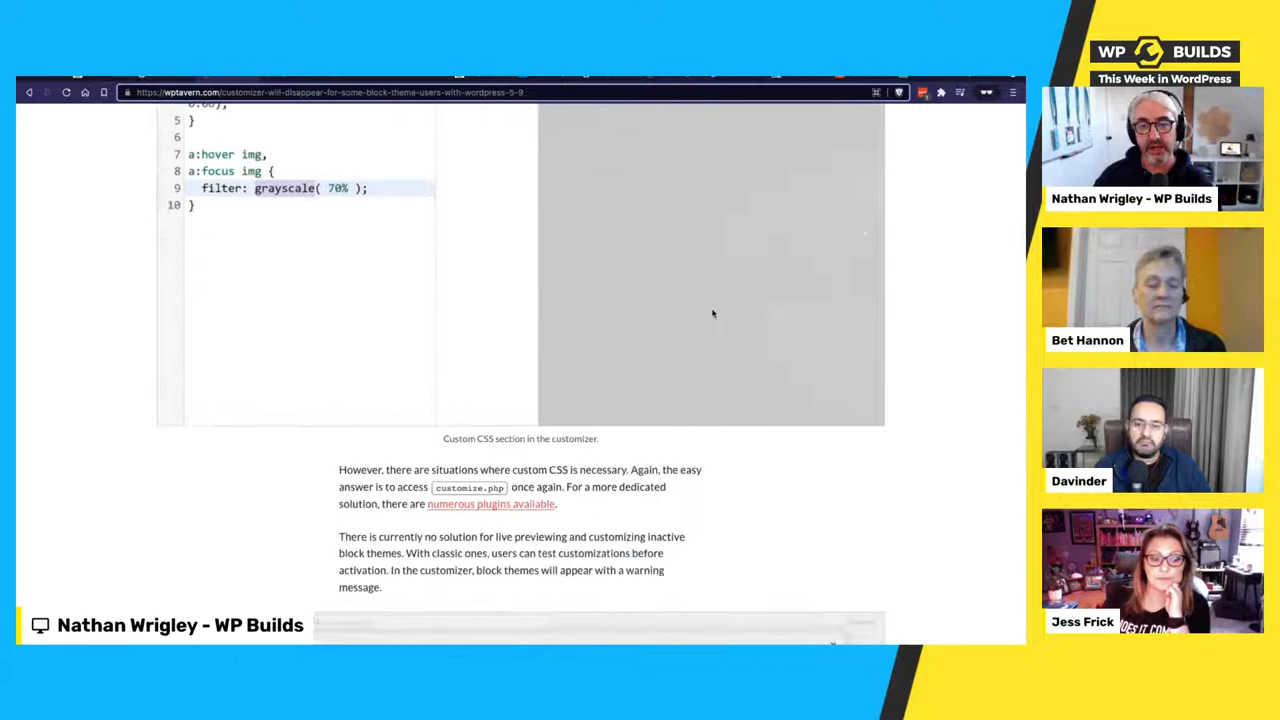 WP BUILDS
This Week in WordPress
https://wptavern.com/customizer-will-disappear-for-some-block-theme-users-with-wordpress-5-9
5 }
6
7 a:hover img,
8 a:focus img {
9 filter: grayscale( 70% );
10 }
Custom CSS section in the customizer.
However, there are situations where custom CSS is necessary. Again, the easy
answer is to access customize.php once again. For a more dedicated
solution, there are numerous plugins available.
There is currently no solution for live previewing and customizing inactive
block themes. With classic ones, users can test customizations before
activation. In the customizer, block themes will appear with a warning
message.
Nathan Wrigley - WP Builds
Nathan Wrigley - WP Builds
Bet Hannon
Davinder
Jess Frick